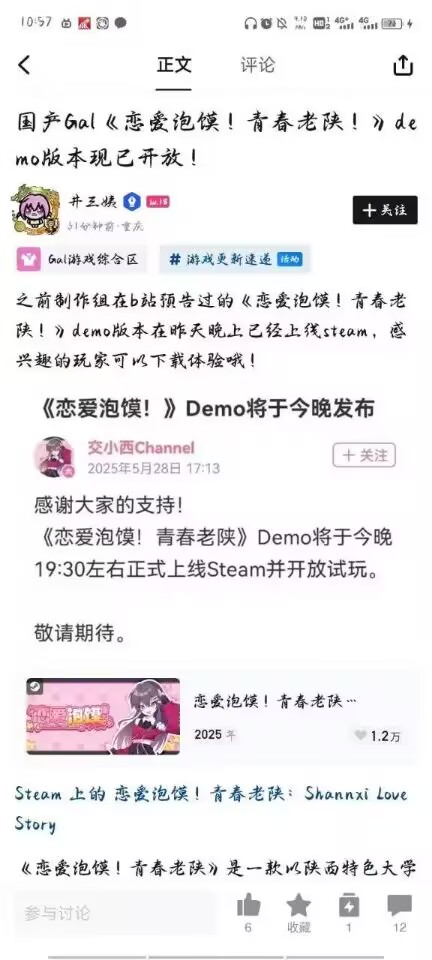 10:57
9.10
KB/s
HD
1
2
4G+
4G
正文
评论
国产Gal《恋爱泡馍！青春老陕！》de
mo版本现已开放！
井三姨
Lv.18
31分钟前·重庆
+关注
Gal游戏综合区
# 游戏更新速递 活动
之前制作组在b站预告过的《恋爱泡馍！青春老
陕！》demo版本在昨天晚上已经上线steam，感
兴趣的玩家可以下载体验哦！
《恋爱泡馍！》Demo将于今晚发布
交小西Channel
2025年5月28日 17:13
+ 关注
感谢大家的支持！
《恋爱泡馍！青春老陕》Demo将于今晚
19:30左右正式上线Steam并开放试玩。
敬请期待。
恋爱泡馍
恋爱泡馍！青春老陕…
2025 年
1.2万
Steam 上的 恋爱泡馍！青春老陕：Shannxi Love
Story
《恋爱泡馍！青春老陕》是一款以陕西特色大学
参与讨论
6
收藏
1
12